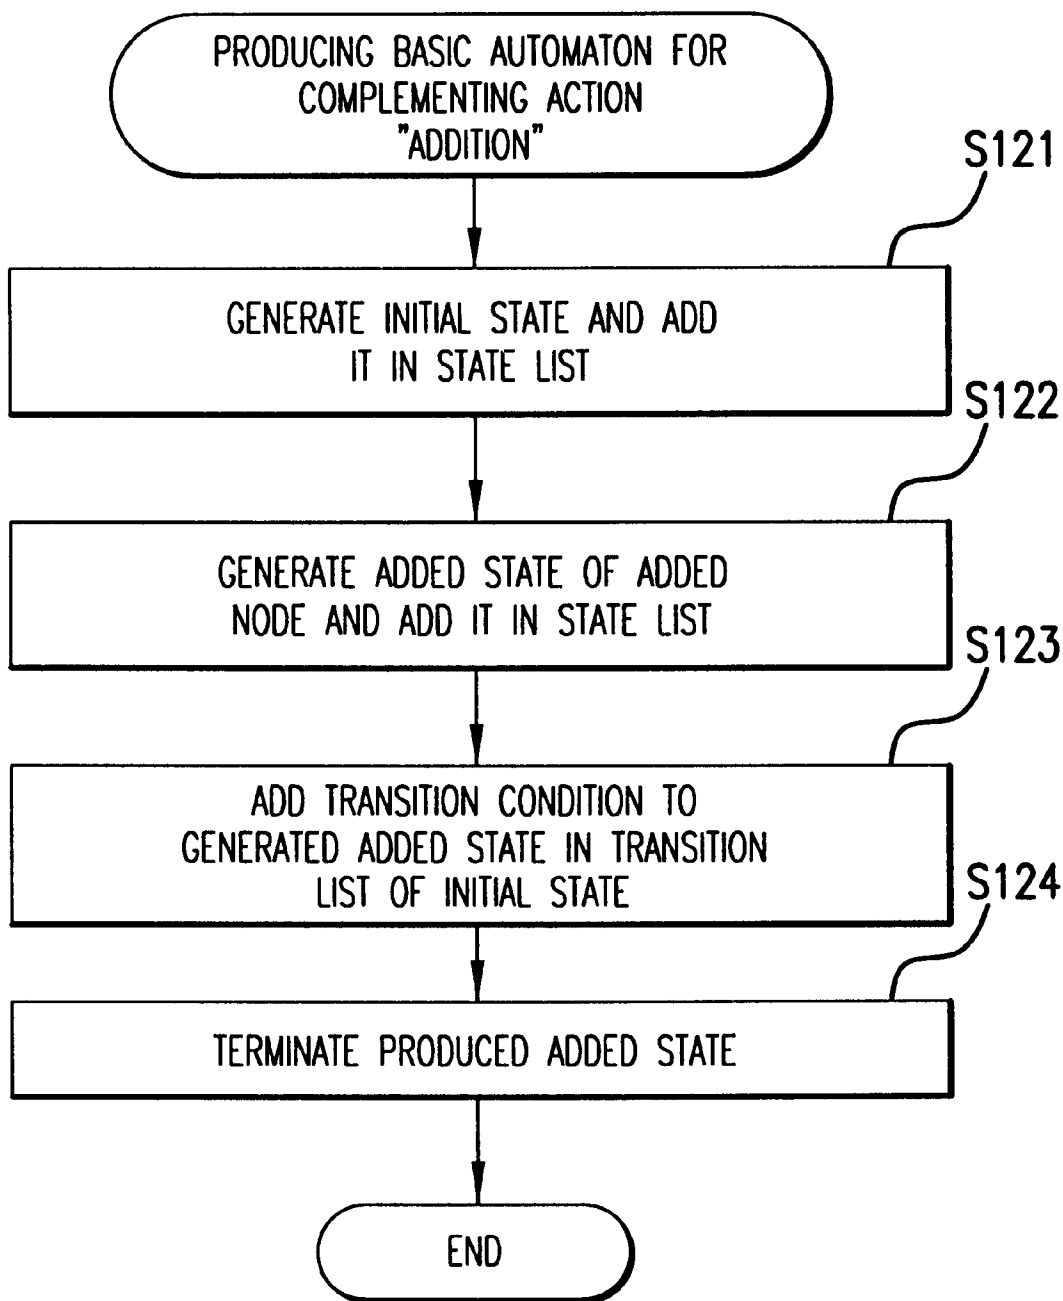 PRODUCING BASIC AUTOMATON FOR
COMPLEMENTING ACTION
"ADDITION"
S121
GENERATE INITIAL STATE AND ADD
IT IN STATE LIST
S122
GENERATE ADDED STATE OF ADDED
NODE AND ADD IT IN STATE LIST
S123
ADD TRANSITION CONDITION TO
GENERATED ADDED STATE IN TRANSITION
LIST OF INITIAL STATE
S124
TERMINATE PRODUCED ADDED STATE
END